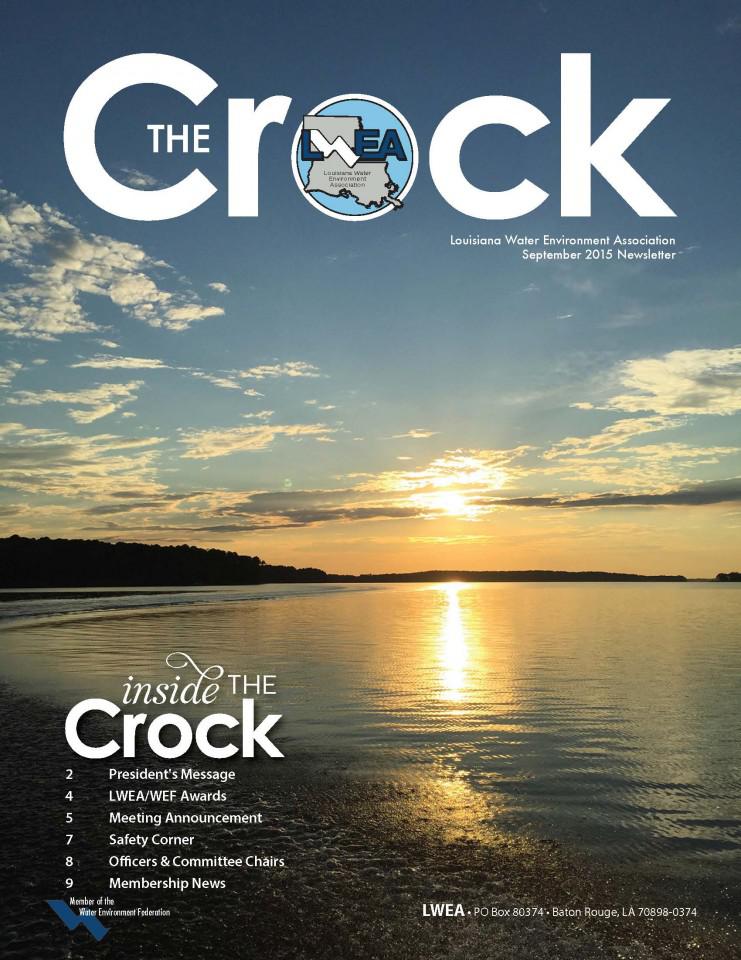 THE Crock
LWEA
Louisiana Water
Environment
Association
Louisiana Water Environment Association
September 2015 Newsletter
inside THE
Crock
2 President's Message
4 LWEA/WEF Awards
5 Meeting Announcement
7 Safety Corner
8 Officers & Committee Chairs
9 Membership News
Member of the
Water Environment Federation
LWEA • PO Box 80374 • Baton Rouge, LA 70898-0374